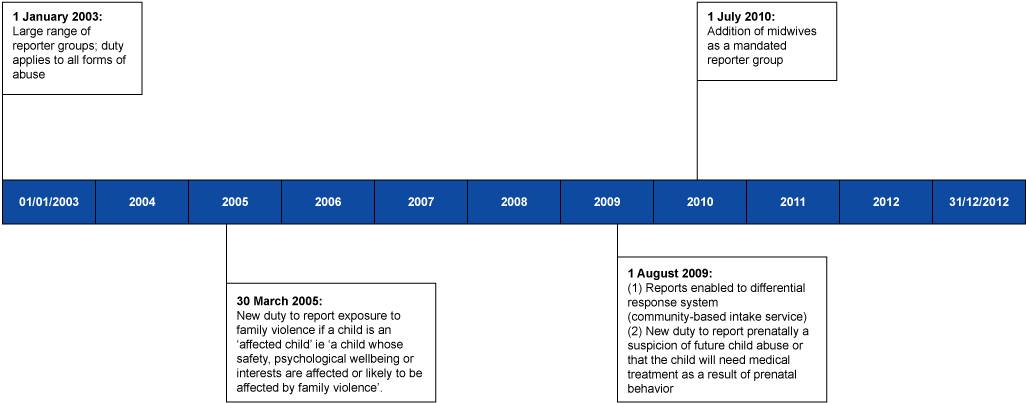 1 January 2003:
Large range of
reporter groups; duty
applies to all forms of
abuse
1 July 2010:
Addition of midwives
as a mandated
reporter group
01/01/2003
2004
2005
2006
2007
2008
2009
2010
2011
2012
31/12/2012
30 March 2005:
New duty to report exposure to
family violence if a child is an
‘affected child’ ie ‘a child whose
safety, psychological wellbeing or
interests are affected or likely to be
affected by family violence’.
1 August 2009:
(1) Reports enabled to differential
response system
(community-based intake service)
(2) New duty to report prenatally a
suspicion of future child abuse or
that the child will need medical
treatment as a result of prenatal
behavior